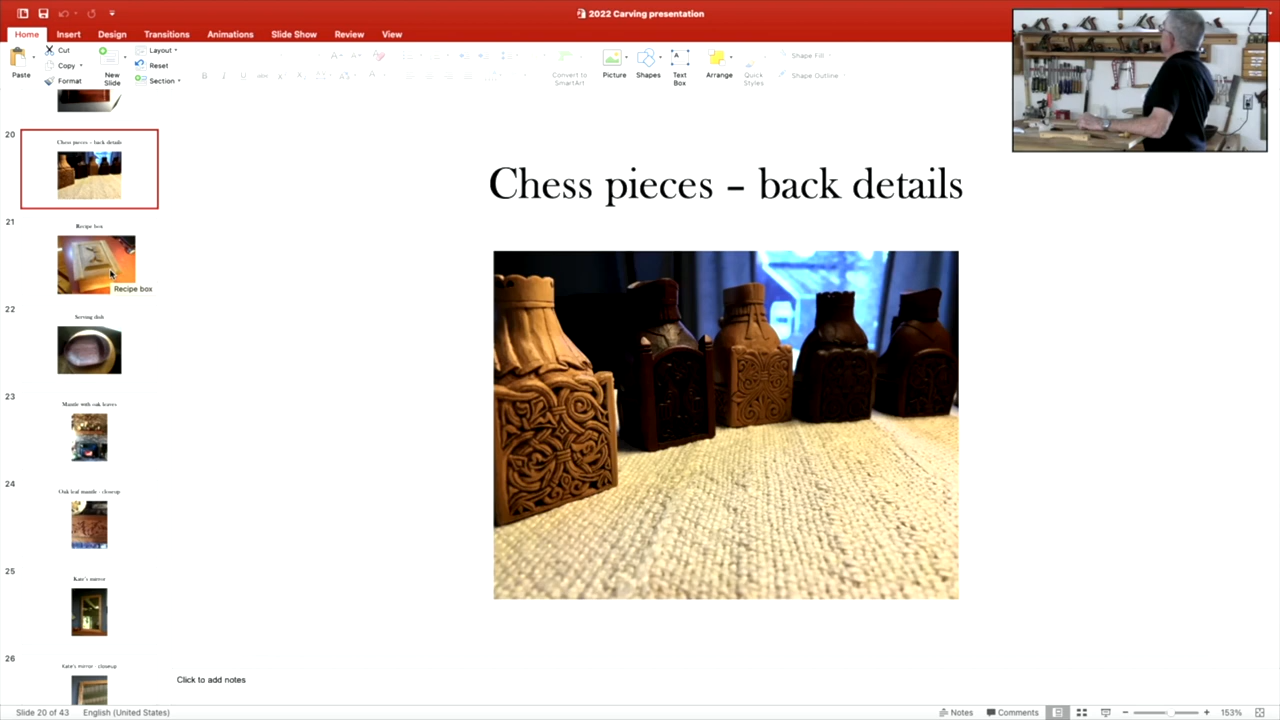 2022 Carving presentation
Home Insert Design Transitions Animations Slide Show Review View
Paste
Cut
Copy
Format
New
Slide
Layout
Reset
Section
B I U
Convert to
SmartArt
Picture
Shapes
Text
Box
Arrange
Quick
Styles
Shape Fill
Shape Outline
20
Chess pieces – back details
21
Recipe box
Recipe box
22
Serving dish
23
Mantle with oak leaves
24
Oak leaf mantle - closeup
25
Kate's mirror
26
Kate's mirror - closeup
Chess pieces – back details
Click to add notes
Slide 20 of 43 English (United States) Notes Comments 153%